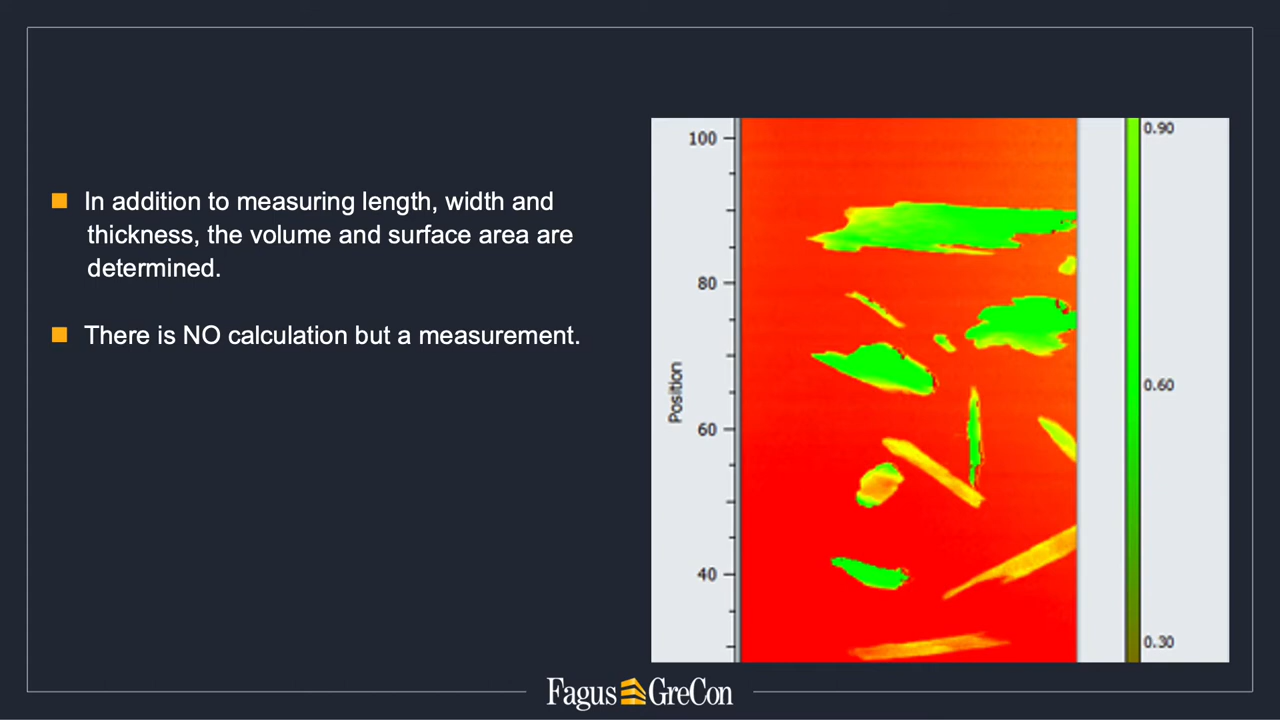 In addition to measuring length, width and
thickness, the volume and surface area are
determined.
There is NO calculation but a measurement.
100
80
60
40
Position
0.90
0.60
0.30
Fagus GreCon